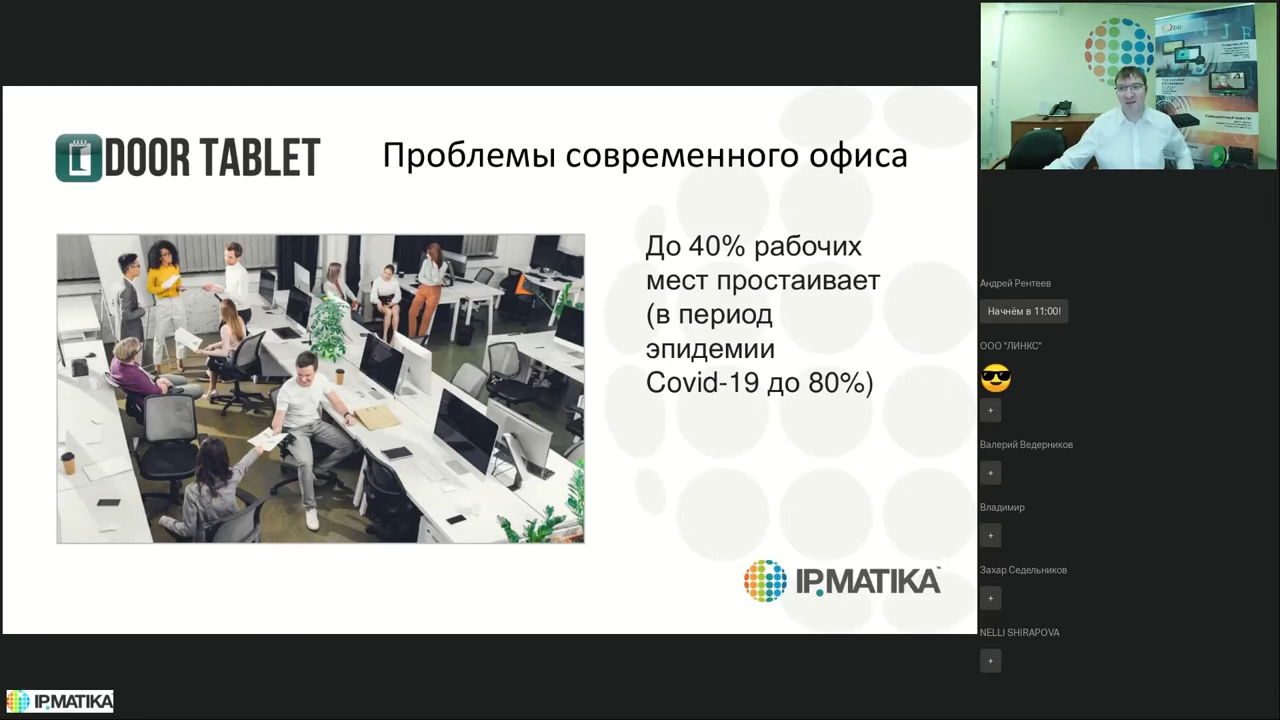 DOOR TABLET
Проблемы современного офиса
До 40% рабочих
мест простаивает
(в период
эпидемии
Covid-19 до 80%)
IP.MATIKA™
IP.MATIKA
Андрей Рентеев
Начнём в 11:00!
ООО "ЛИНКС"
+
Валерий Ведерников
+
Владимир
+
Захар Седельников
+
NELLI SHIRAPOVA
+